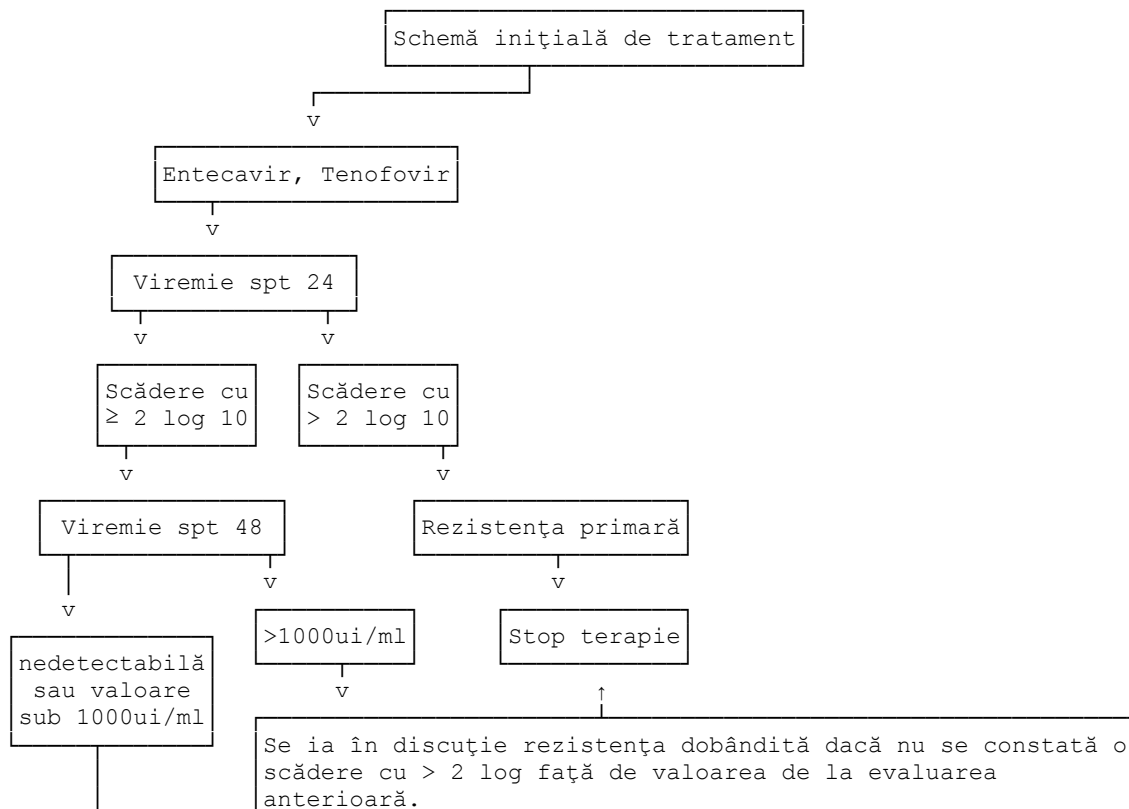 Schemă iniţială de tratament
v
Entecavir, Tenofovir
v
Viremie spt 24
v v
Scădere cu
≥ 2 log 10
Scădere cu
> 2 log 10
v v
Viremie spt 48
Rezistenţa primară
v v
v
>1000ui/ml
Stop terapie
nedetectabilă
sau valoare
sub 1000ui/ml
v ↑
Se ia în discuţie rezistenţa dobândită dacă nu se constată o
scădere cu > 2 log faţă de valoarea de la evaluarea
anterioară.